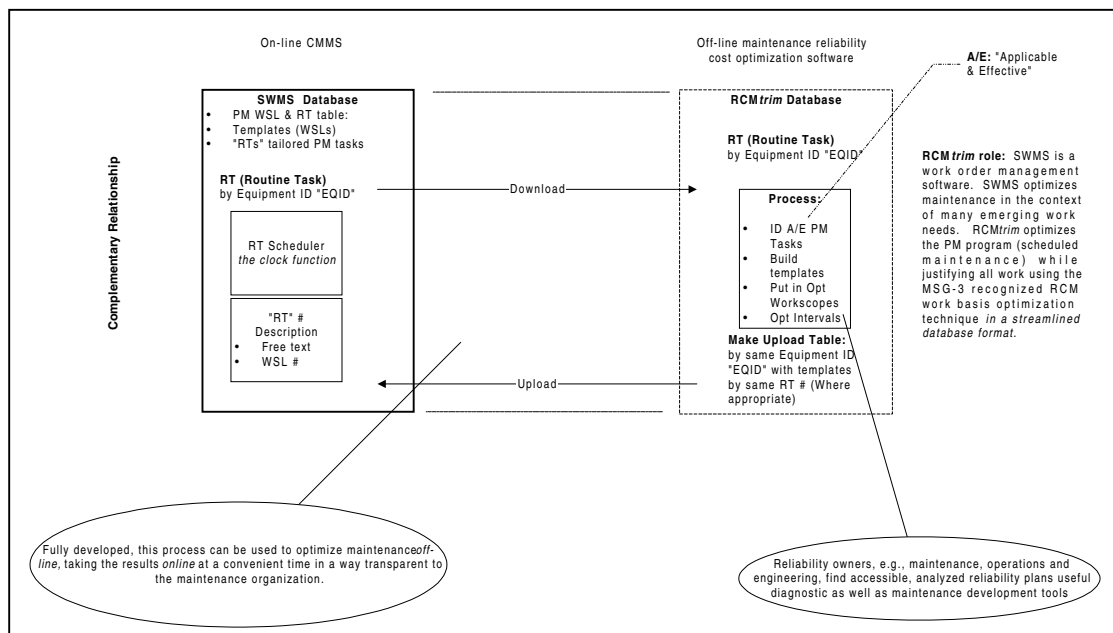 On-line CMMS
Off-line maintenance reliability
cost optimization software
A/E: "Applicable
& Effective"
Complementary Relationship
SWMS Database
• PM WSL & RT table:
• Templates (WSLs)
• "RTs" tailored PM tasks
RT (Routine Task)
by Equipment ID "EQID"
RT Scheduler
the clock function
"RT" #
Description
• Free text
• WSL #
Download
Upload
RCMtrim Database
RT (Routine Task)
by Equipment ID "EQID"
Process:
• ID A/E PM
Tasks
• Build
templates
• Put in Opt
Workscopes
• Opt Intervals
Make Upload Table:
by same Equipment ID
"EQID" with templates
by same RT # (Where
appropriate)
RCMtrim role: SWMS is a
work order management
software. SWMS optimizes
maintenance in the context
of many emerging work
needs. RCMtrim optimizes
the PM program (scheduled
maintenance) while
justifying all work using the
MSG-3 recognized RCM
work basis optimization
technique in a streamlined
database format.
Fully developed, this process can be used to optimize maintenanceoff-
line, taking the results online at a convenient time in a way transparent to
the maintenance organization.
Reliability owners, e.g., maintenance, operations and
engineering, find accessible, analyzed reliability plans useful
diagnostic as well as maintenance development tools